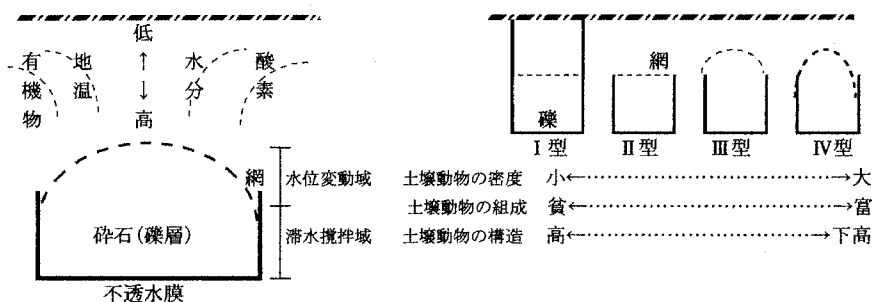 低
有機物
地温
↑
↓
水分
酸素
高
網
水位変動域
砕石(礫層)
滞水撹拌域
不透水膜
網
礫
Ⅰ型 Ⅱ型 Ⅲ型 Ⅳ型
土壌動物の密度 小←→大
土壌動物の組成 貧←→富
土壌動物の構造 高←→下高